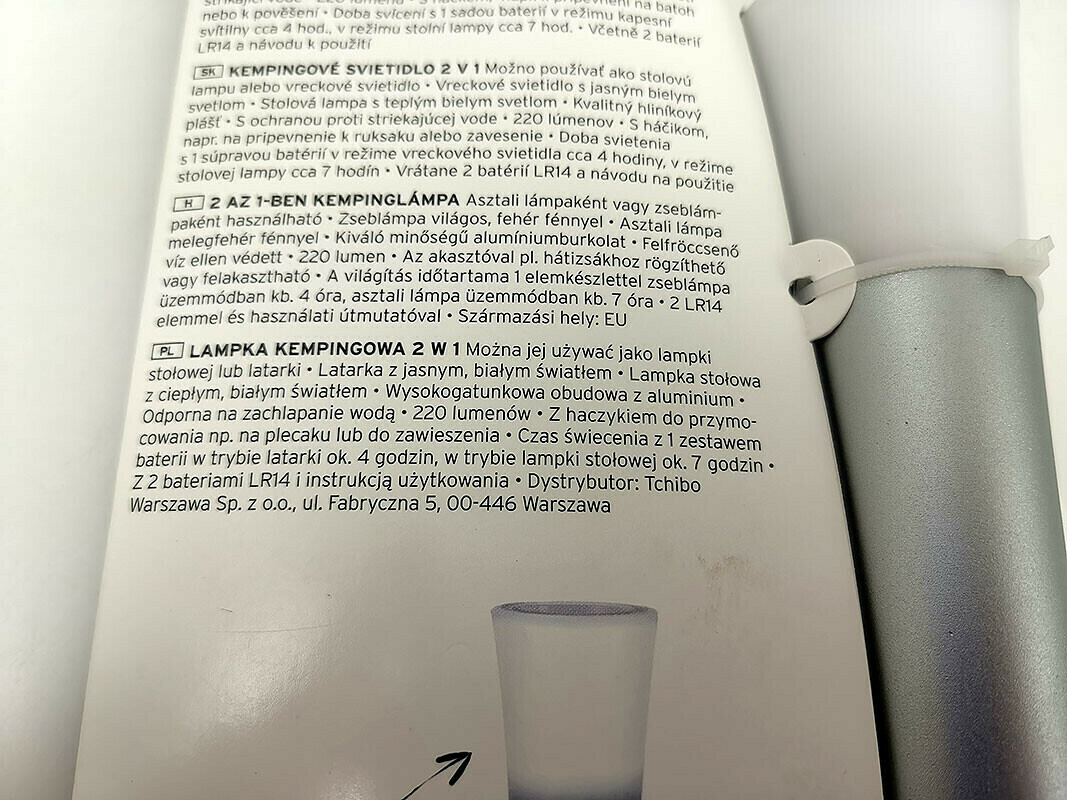 nebo k pověšení • Doba svícení s 1 sadou baterií v režimu kapesní
svítilny cca 4 hod., v režimu stolní lampy cca 7 hod. • Včetně 2 baterií
LR14 a návodu k použití
SK KEMPINGOVÉ SVIETIDLO 2 V 1 Možno používať ako stolovú
lampu alebo vreckové svietidlo • Vreckové svietidlo s jasným bielym
svetlom • Stolová lampa s teplým bielym svetlom • Kvalitný hliníkový
plášť • S ochranou proti striekajúcej vode • 220 lúmenov • S háčikom,
napr. na pripevnenie k ruksaku alebo zavesenie • Doba svietenia
s 1 súpravou batérií v režime vreckového svietidla cca 4 hodiny, v režime
stolovej lampy cca 7 hodín • Vrátane 2 batérií LR14 a návodu na použitie
H 2 AZ 1-BEN KEMPINGLÁMPA Asztali lámpaként vagy zseblám-
paként használható • Zseblámpa világos, fehér fénnyel • Asztali lámpa
melegfehér fénnyel • Kiváló minőségű alumíniumburkolat • Felfröccsenő
víz ellen védett • 220 lumen • Az akasztóval pl. hátizsákhoz rögzíthető
vagy felakasztható • A világítás időtartama 1 elemkészlettel zseblámpa
üzemmódban kb. 4 óra, asztali lámpa üzemmódban kb. 7 óra • 2 LR14
elemmel és használati útmutatóval • Származási hely: EU
PL LAMPKA KEMPINGOWA 2 W 1 Można jej używać jako lampki
stołowej lub latarki • Latarka z jasnym, białym światłem • Lampka stołowa
z ciepłym, białym światłem • Wysokogatunkowa obudowa z aluminium •
Odporna na zachlapanie wodą • 220 lumenów • Z haczykiem do przymo-
cowania np. na plecaku lub do zawieszenia • Czas świecenia z 1 zestawem
baterii w trybie latarki ok. 4 godzin, w trybie lampki stołowej ok. 7 godzin •
Z 2 bateriami LR14 i instrukcją użytkowania • Dystrybutor: Tchibo
Warszawa Sp. z o.o., ul. Fabryczna 5, 00-446 Warszawa